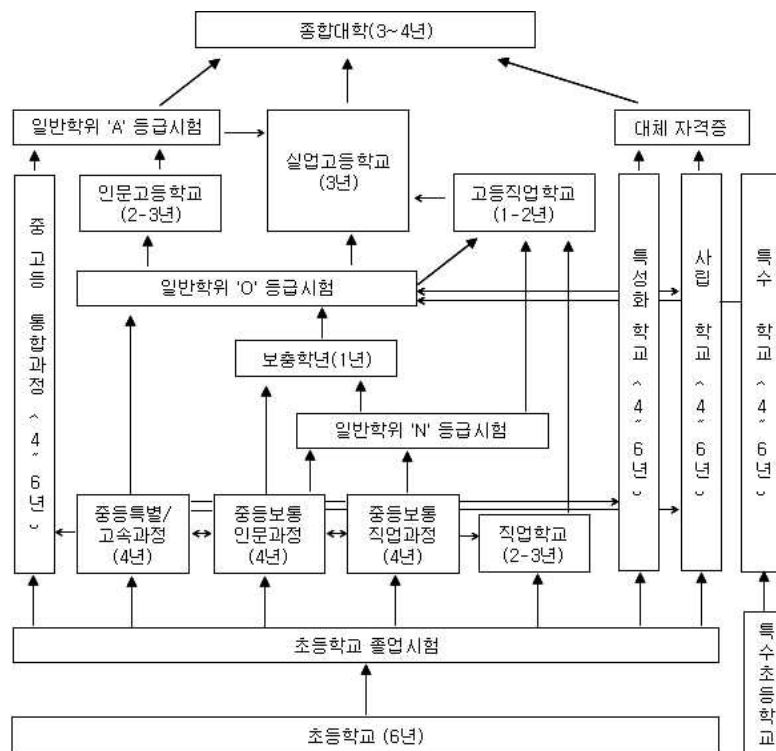 종합대학(3~4년)
일반학위 'A' 등급시험
대체 자격증
실업고등학교
(3년)
인문고등학교
(2-3년)
고등직업학교
(1-2년)
중 고등 통합과정 (4~6년)
특성화 학교 (4~6년)
사립 학교 (4~6년)
특수 학교 (4~6년)
일반학위 'O' 등급시험
보충학년(1년)
일반학위 'N' 등급시험
중등특별/
고속과정
(4년)
중등보통
인문과정
(4년)
중등보통
직업과정
(4년)
직업학교
(2-3년)
초등학교 졸업시험
특수초등학교
초등학교 (6년)